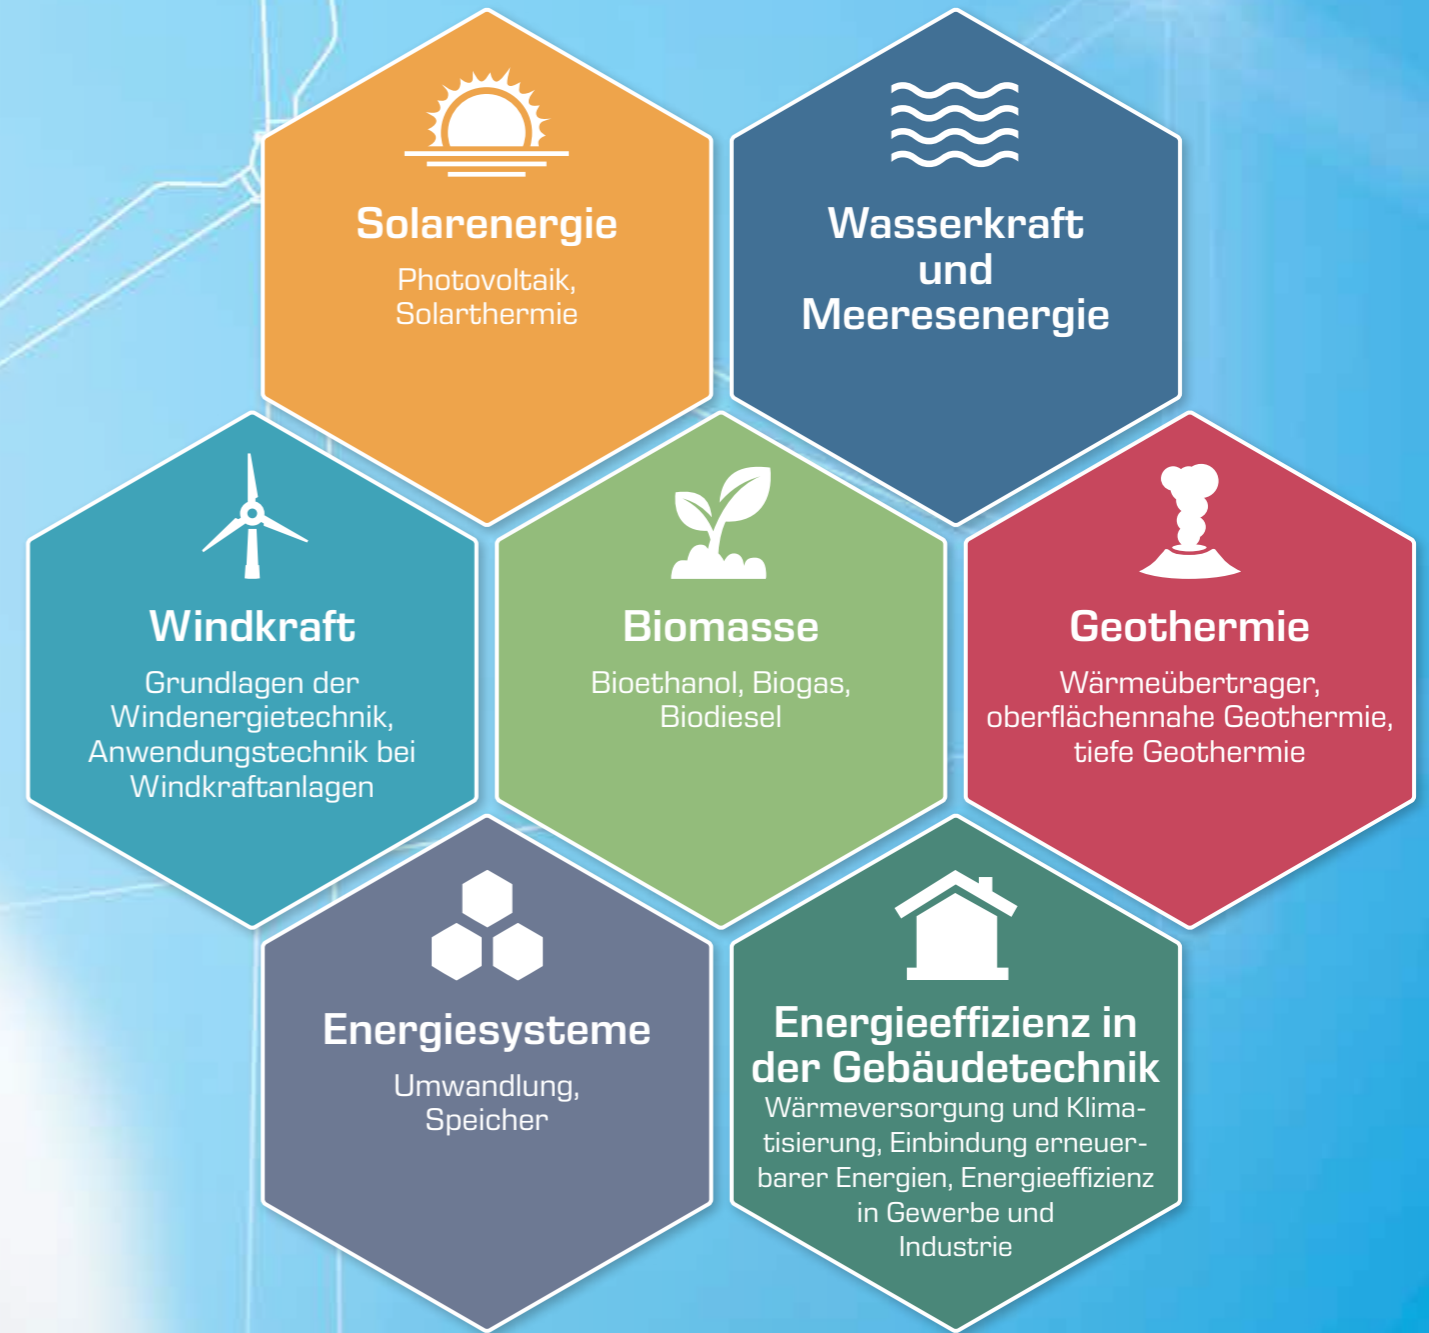 Solarenergie
Photovoltaik,
Solarthermie
Wasserkraft
und
Meeresenergie
Windkraft
Grundlagen der
Windenergietechnik,
Anwendungstechnik bei
Windkraftanlagen
Biomasse
Bioethanol, Biogas,
Biodiesel
Geothermie
Wärmeübertrager,
oberflächennahe Geothermie,
tiefe Geothermie
Energiesysteme
Umwandlung,
Speicher
Energieeffizienz in
der Gebäudetechnik
Wärmeversorgung und Klima-
tisierung, Einbindung erneuer-
barer Energien, Energieeffizienz
in Gewerbe und
Industrie